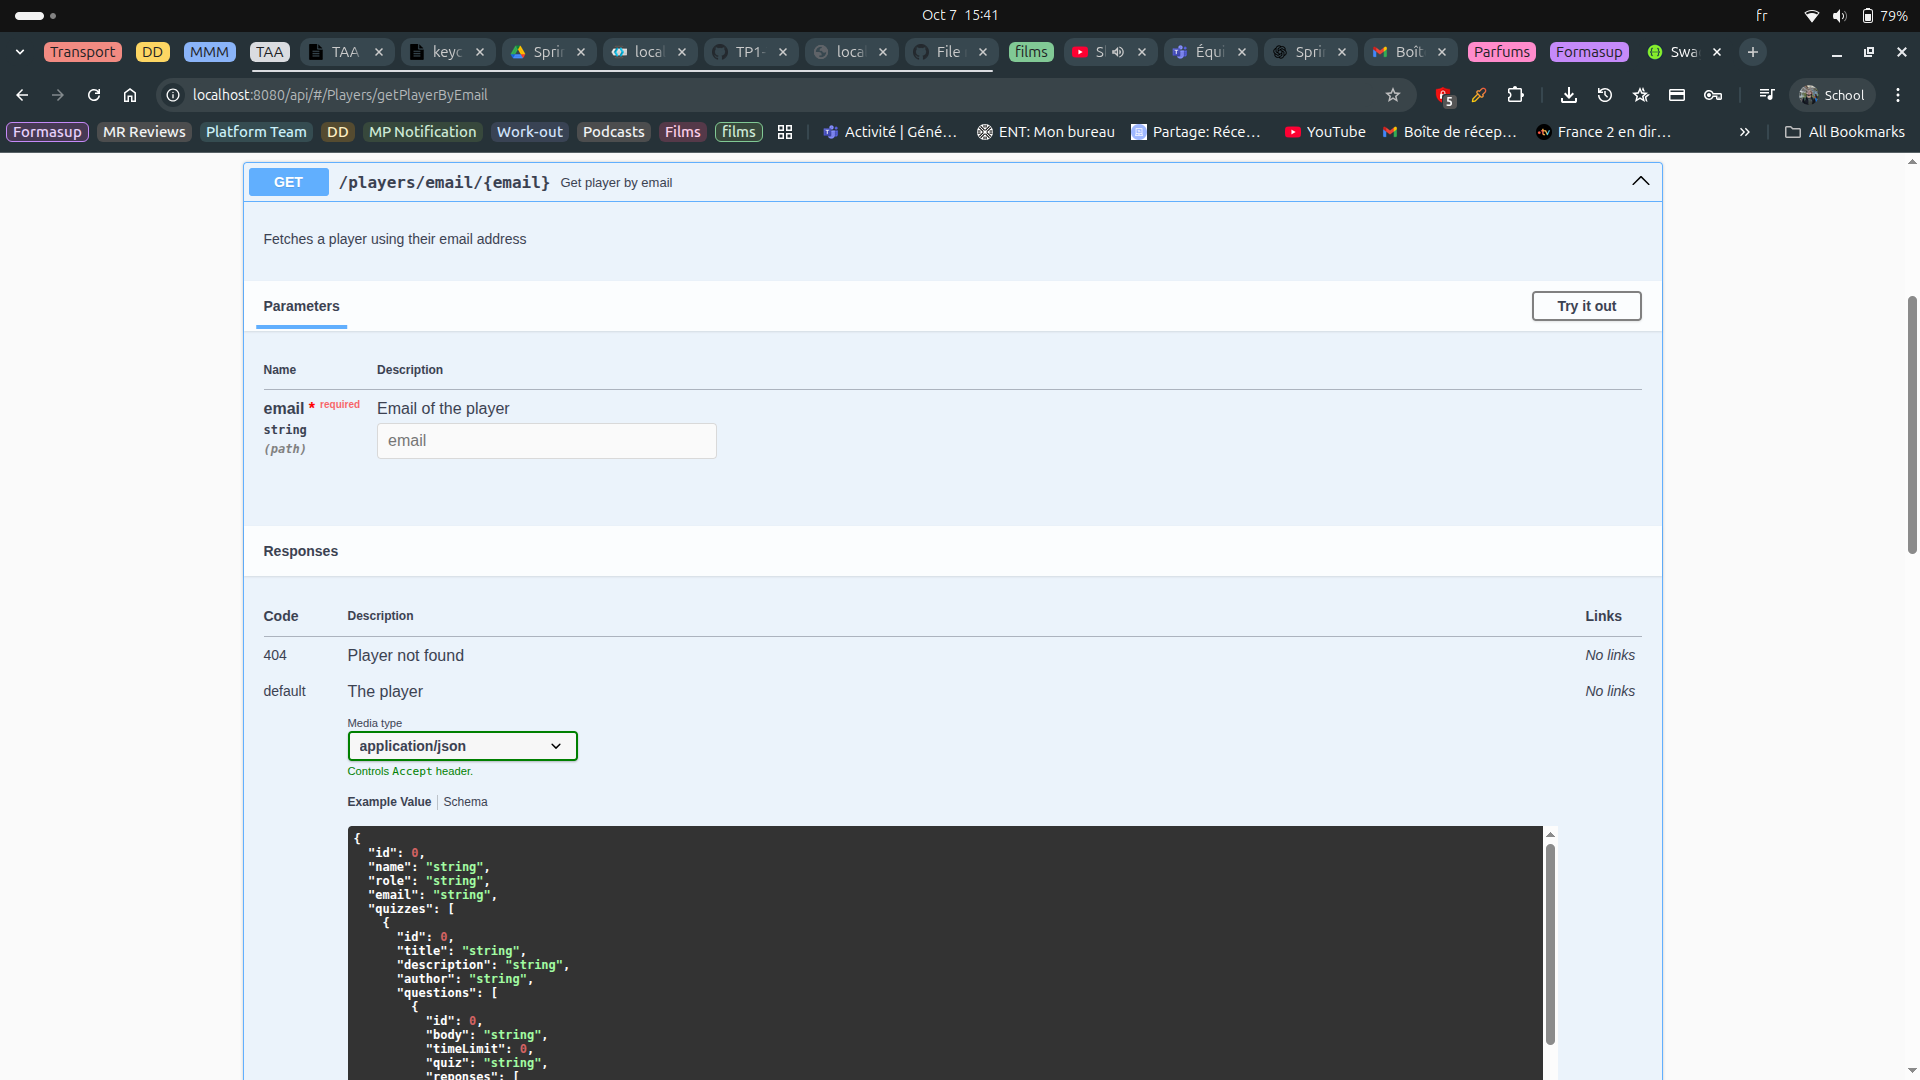 Oct 7 15:41
fr
79%
Transport
DD
MMM
TAA
TAA
keyc
Sprin
local
TP1-
loca
File
films
S
Équi
Spri
Boît
Parfums
Formasup
Swa
localhost:8080/api/#/Players/getPlayerByEmail
5
School
Formasup
MR Reviews
Platform Team
DD
MP Notification
Work-out
Podcasts
Films
films
Activité | Géné...
ENT: Mon bureau
Partage: Réce...
YouTube
Boîte de récep...
France 2 en dir...
All Bookmarks
GET /players/email/{email} Get player by email
Fetches a player using their email address
Parameters
Try it out
Name Description
email * required Email of the player
string email
(path)
Responses
Code Description Links
404 Player not found No links
default The player No links
Media type
application/json
Controls Accept header.
Example Value Schema
{
"id": 0,
"name": "string",
"role": "string",
"email": "string",
"quizzes": [
{
"id": 0,
"title": "string",
"description": "string",
"author": "string",
"questions": [
{
"id": 0,
"body": "string",
"timeLimit": 0,
"quiz": "string",
"reponses": [